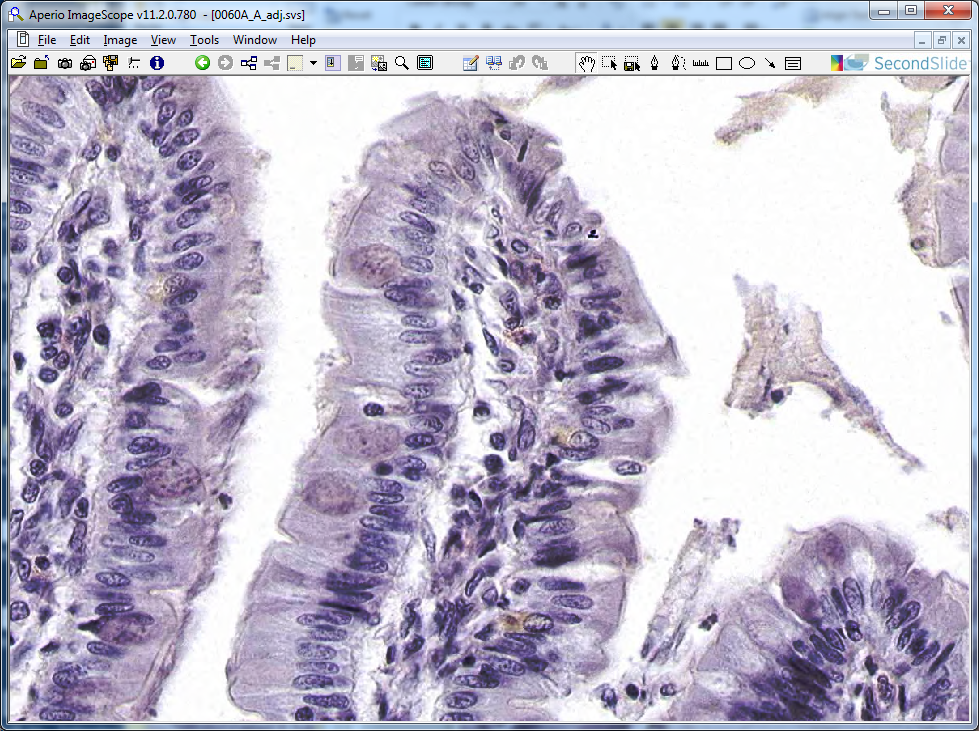 Aperio ImageScope v11.2.0.780 - [0060A_A_adj.svs]
File Edit Image View Tools Window Help
SecondSlide